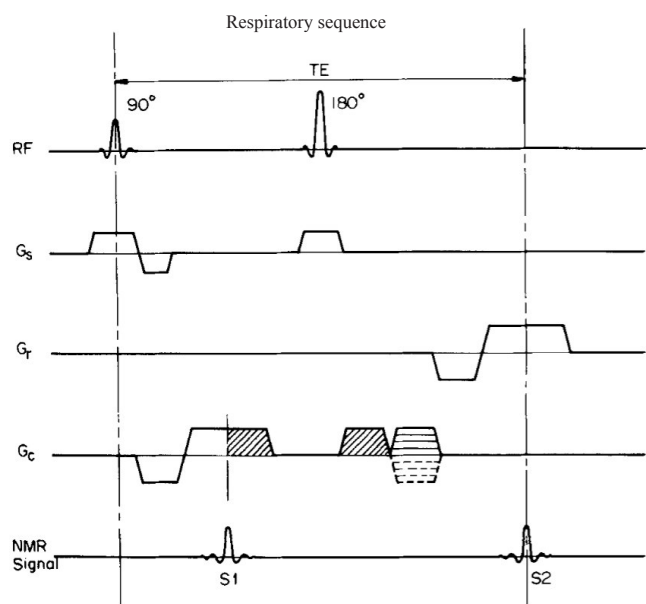 Respiratory sequence
TE
90°
180°
RF
Gs
Gr
Gc
NMR
Signal
S1
S2